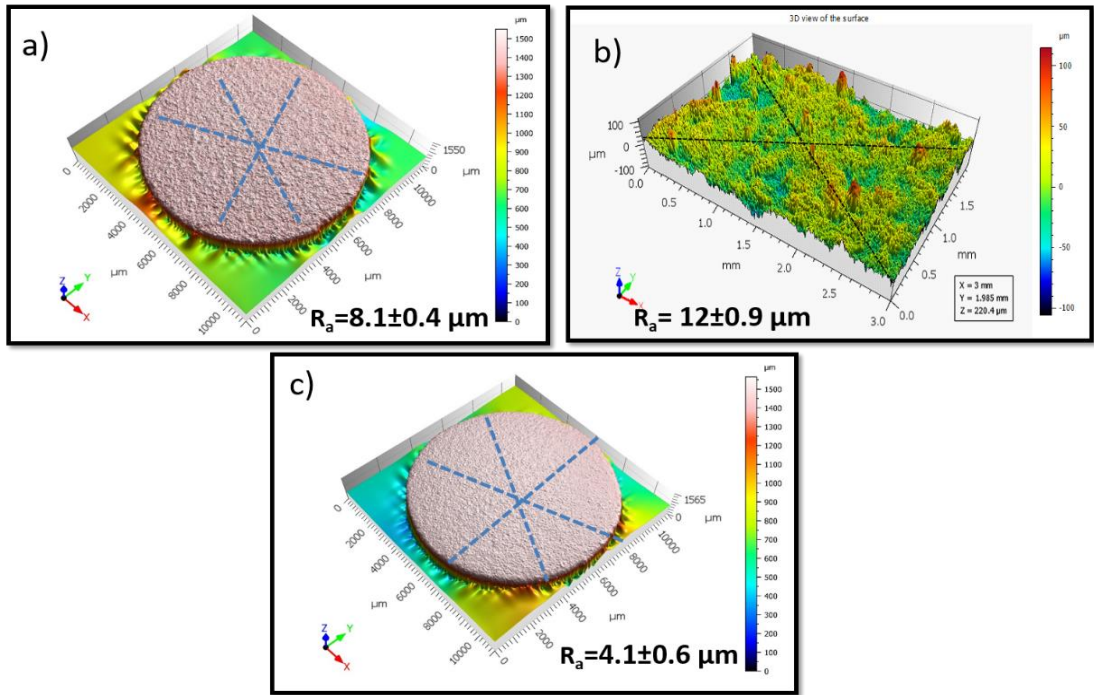 a)
µm
1500
1400
1300
1200
1100
1000
900
800
700
600
500
400
300
200
100
0
1550
µm
0
10000
8000
6000
4000
2000
0
µm
0
2000
4000
6000
8000
10000
µm
Z
Y
X
Ra=8.1±0.4 µm
b)
3D view of the surface
µm
100
50
0
-50
-100
100
0
-100
µm
0.0
0.5
1.0
1.5
2.0
2.5
3.0
mm
0.0
0.5
1.0
1.5
mm
X = 3 mm
Y = 1.985 mm
Z = 220.4 µm
Z
Y
X
Ra= 12±0.9 µm
c)
µm
1500
1400
1300
1200
1100
1000
900
800
700
600
500
400
300
200
100
0
1565
µm
0
10000
8000
6000
4000
2000
0
µm
0
2000
4000
6000
8000
10000
µm
Z
Y
X
Ra=4.1±0.6 µm